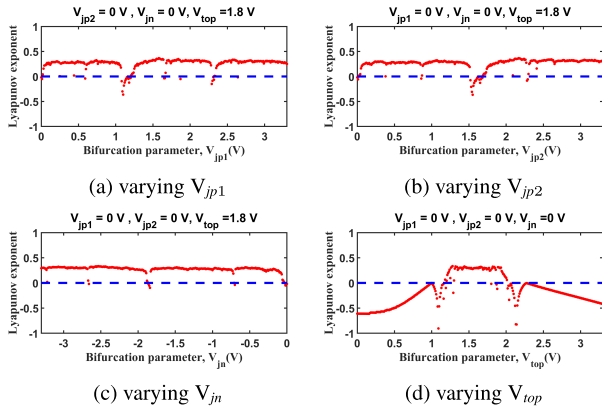 V_jp2 = 0 V , V_jn = 0 V, V_top =1.8 V
Lyapunov exponent
1
0.5
0
-0.5
-1
0 0.5 1 1.5 2 2.5 3
Bifurcation parameter, V_jp1(V)
(a) varying V_jp1
V_jp1 = 0 V , V_jn = 0 V, V_top =1.8 V
Lyapunov exponent
1
0.5
0
-0.5
-1
0 0.5 1 1.5 2 2.5 3
Bifurcation parameter, V_jp2(V)
(b) varying V_jp2
V_jp1 = 0 V , V_jp2 = 0 V, V_top =1.8 V
Lyapunov exponent
1
0.5
0
0.5
-1
-3 -2.5 -2 -1.5 -1 -0.5 0
Bifurcation parameter, V_jn(V)
(c) varying V_jn
V_jp1 = 0 V , V_jp2 = 0 V, V_jn =0 V
Lyapunov exponent
1
0.5
0
0.5
-1
0 0.5 1 1.5 2 2.5 3
Bifurcation parameter, V_top(V)
(d) varying V_top